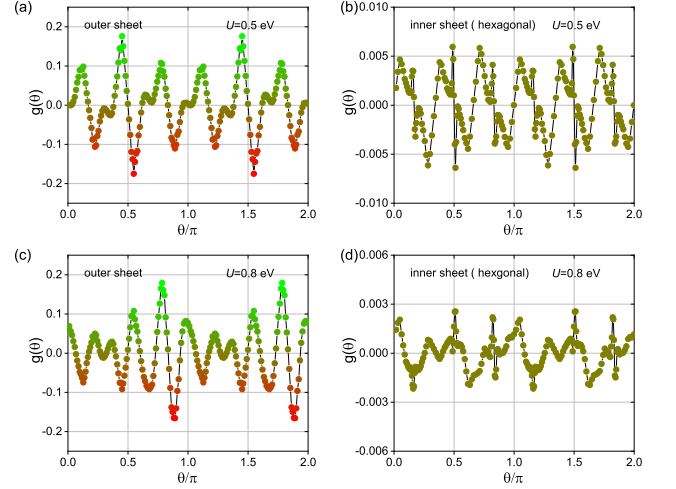 (a)
outer sheet U=0.5 eV
g(θ)
0.2
0.1
0.0
-0.1
-0.2
0.0 0.5 1.0 1.5 2.0
θ/π
(b)
inner sheet ( hexagonal) U=0.5 eV
g(θ)
0.010
0.005
0.000
-0.005
-0.010
0.0 0.5 1.0 1.5 2.0
θ/π
(c)
outer sheet U=0.8 eV
g(θ)
0.2
0.1
0.0
-0.1
-0.2
0.0 0.5 1.0 1.5 2.0
θ/π
(d)
inner sheet ( hexgonal) U=0.8 eV
g(θ)
0.006
0.003
0.000
-0.003
-0.006
0.0 0.5 1.0 1.5 2.0
θ/π